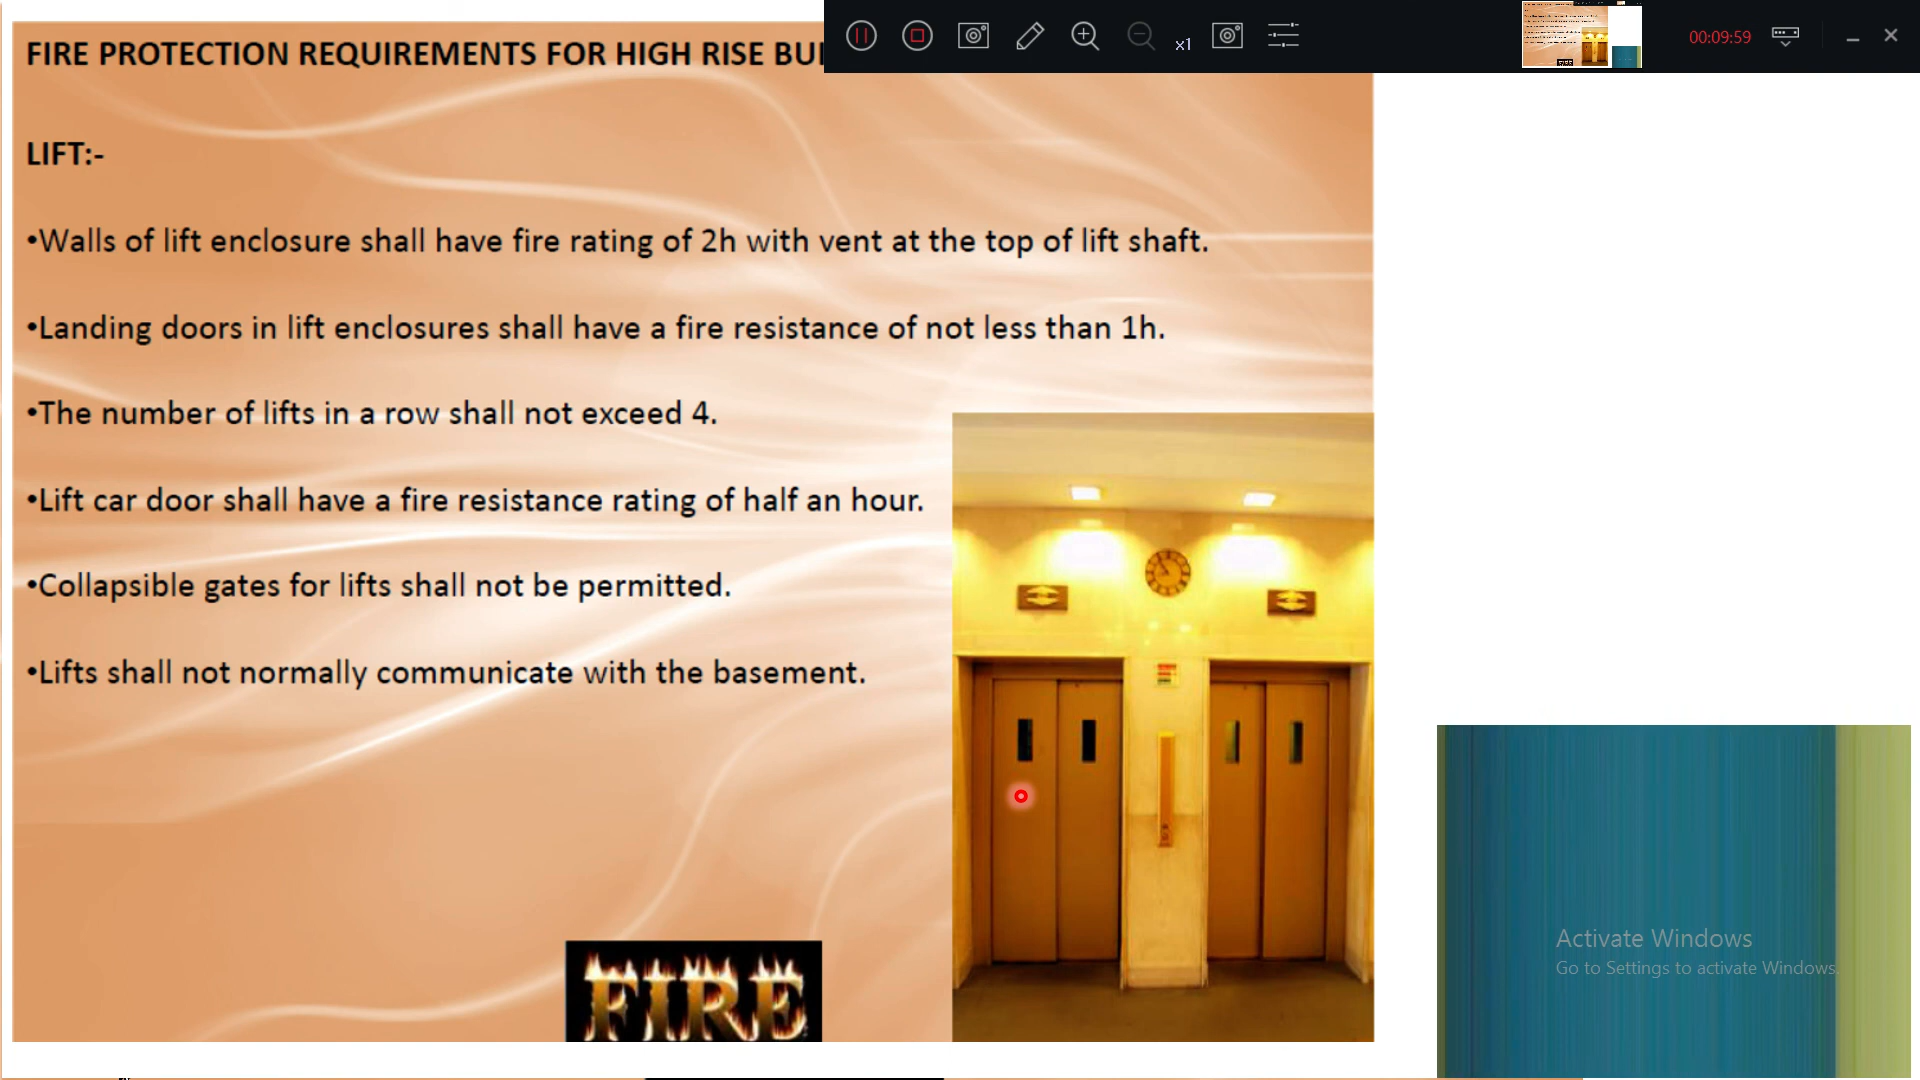 FIRE PROTECTION REQUIREMENTS FOR HIGH RISE
x1
00:09:59
LIFT:-
•Walls of lift enclosure shall have fire rating of 2h with vent at the top of lift shaft.
•Landing doors in lift enclosures shall have a fire resistance of not less than 1h.
•The number of lifts in a row shall not exceed 4.
•Lift car door shall have a fire resistance rating of half an hour.
•Collapsible gates for lifts shall not be permitted.
•Lifts shall not normally communicate with the basement.
FIRE
Activate Windows
Go to Settings to activate Windows.